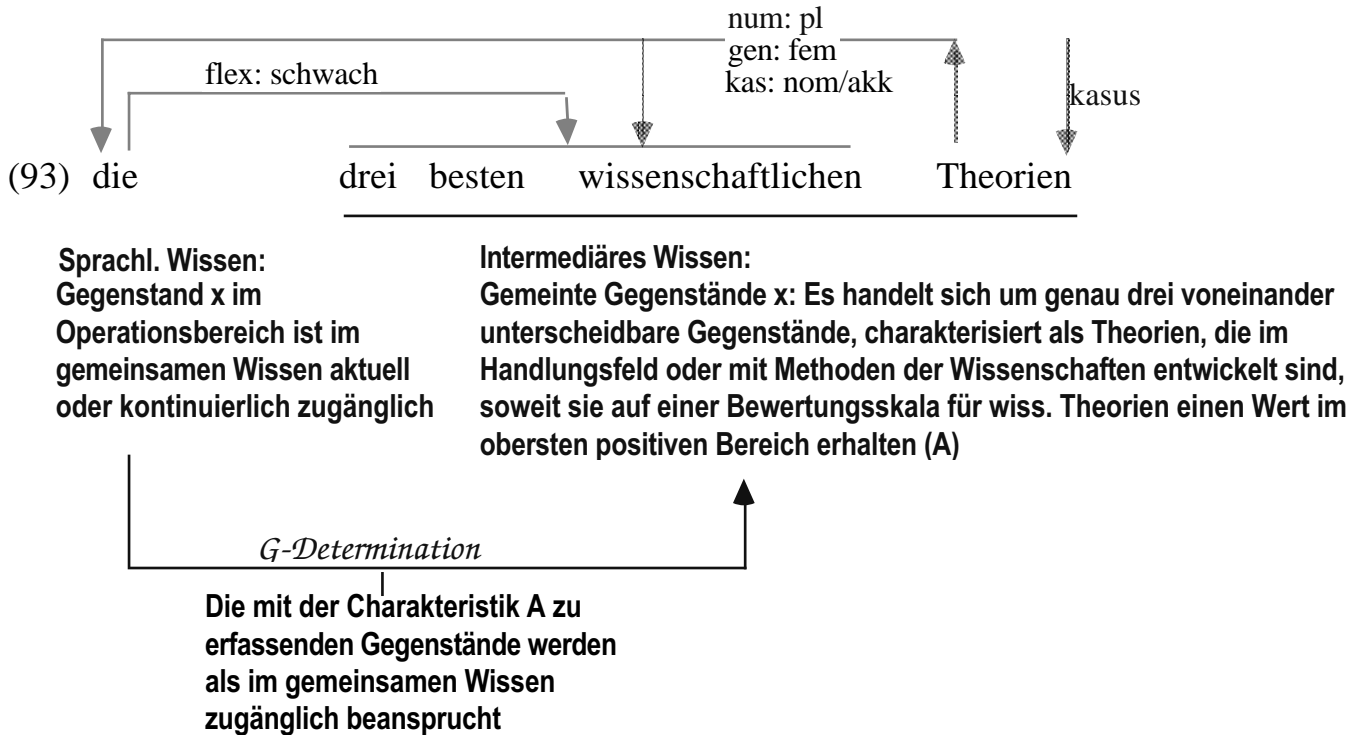 num: pl
gen: fem
kas: nom/akk
flex: schwach
kasus
(93) die drei besten wissenschaftlichen Theorien
Sprachl. Wissen:
Gegenstand x im
Operationsbereich ist im
gemeinsamen Wissen aktuell
oder kontinuierlich zugänglich
Intermediäres Wissen:
Gemeinte Gegenstände x: Es handelt sich um genau drei voneinander
unterscheidbare Gegenstände, charakterisiert als Theorien, die im
Handlungsfeld oder mit Methoden der Wissenschaften entwickelt sind,
soweit sie auf einer Bewertungsskala für wiss. Theorien einen Wert im
obersten positiven Bereich erhalten (A)
G-Determination
Die mit der Charakteristik A zu
erfassenden Gegenstände werden
als im gemeinsamen Wissen
zugänglich beansprucht